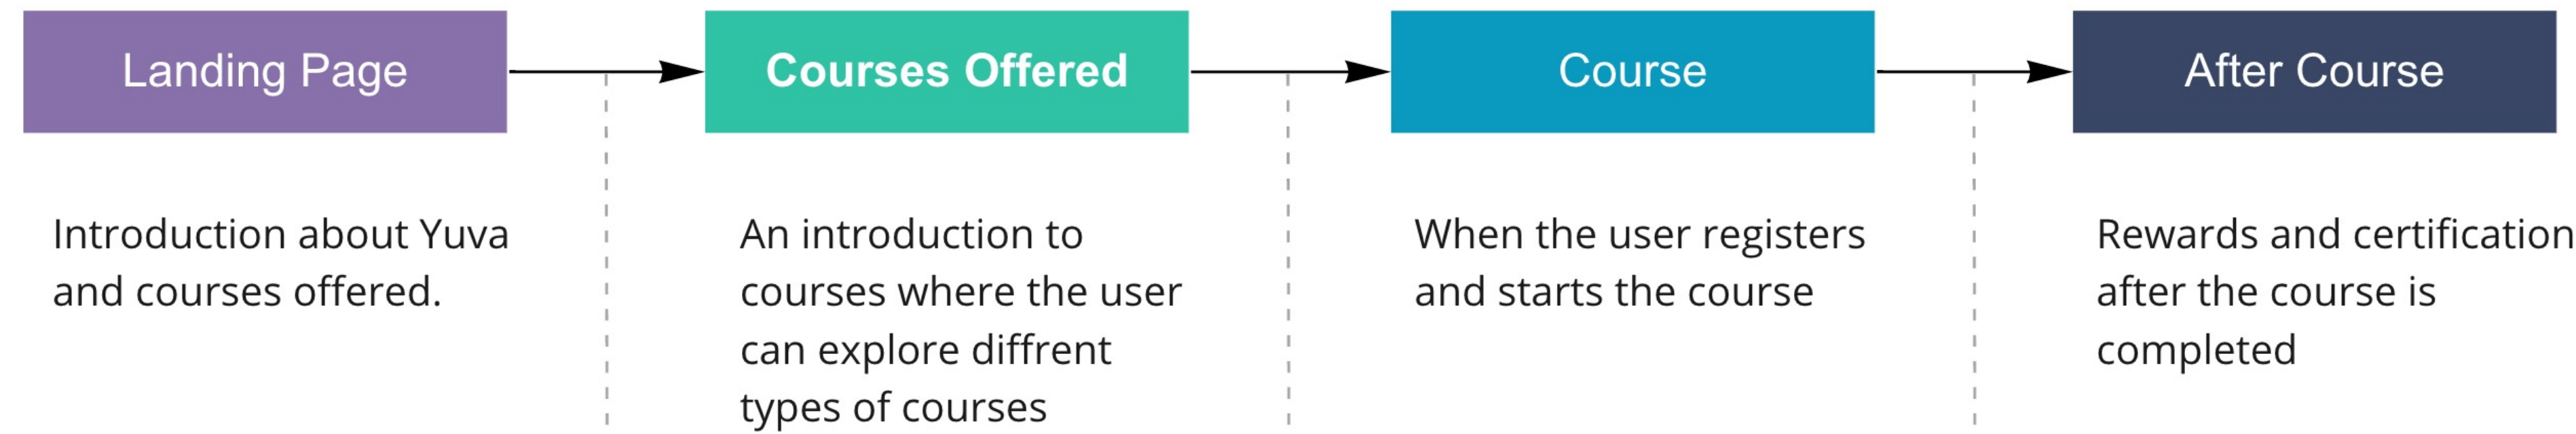 Landing Page
Courses Offered
Course
After Course
Introduction about Yuva
and courses offered.
An introduction to
courses where the user
can explore diffrent
types of courses
When the user registers
and starts the course
Rewards and certification
after the course is
completed